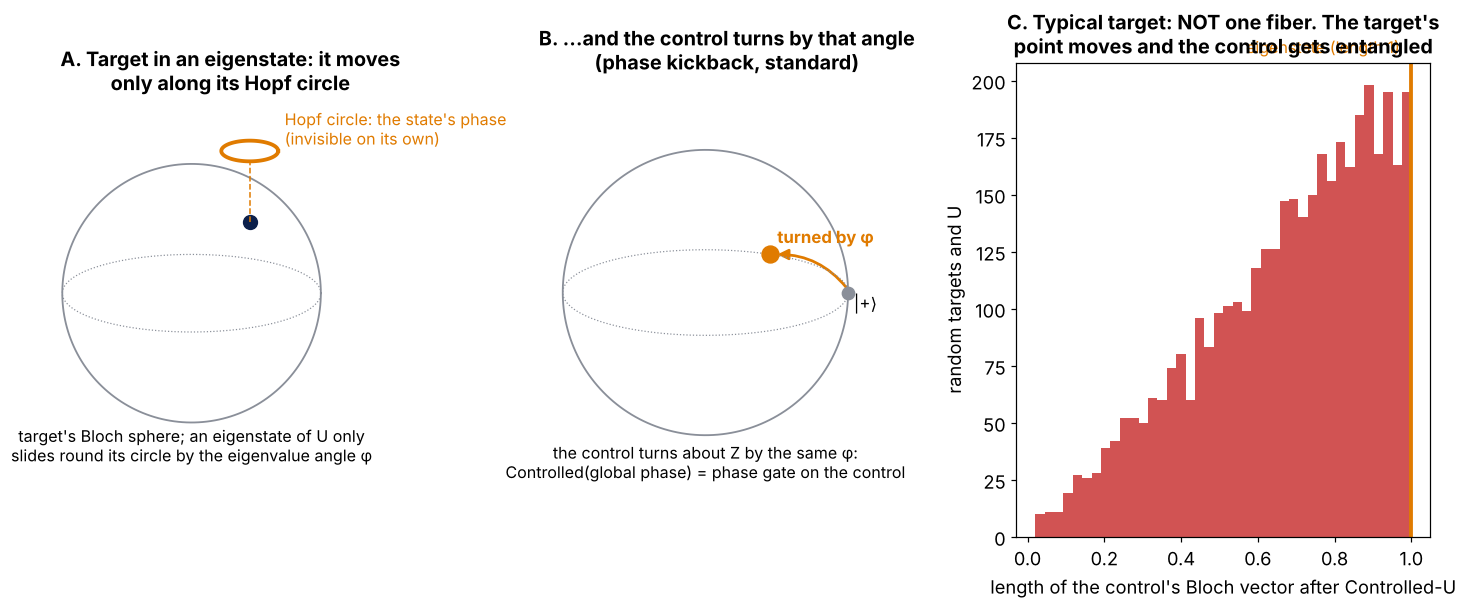 A. Target in an eigenstate: it moves
only along its Hopf circle
Hopf circle: the state's phase
(invisible on its own)
target's Bloch sphere; an eigenstate of U only
slides round its circle by the eigenvalue angle φ
B. ...and the control turns by that angle
(phase kickback, standard)
turned by φ
|+⟩
the control turns about Z by the same φ:
Controlled(global phase) = phase gate on the control
C. Typical target: NOT one fiber. The target's
point moves and the control gets entangled
random targets and U
200
175
150
125
100
75
50
25
0
0.0 0.2 0.4 0.6 0.8 1.0
length of the control's Bloch vector after Controlled-U